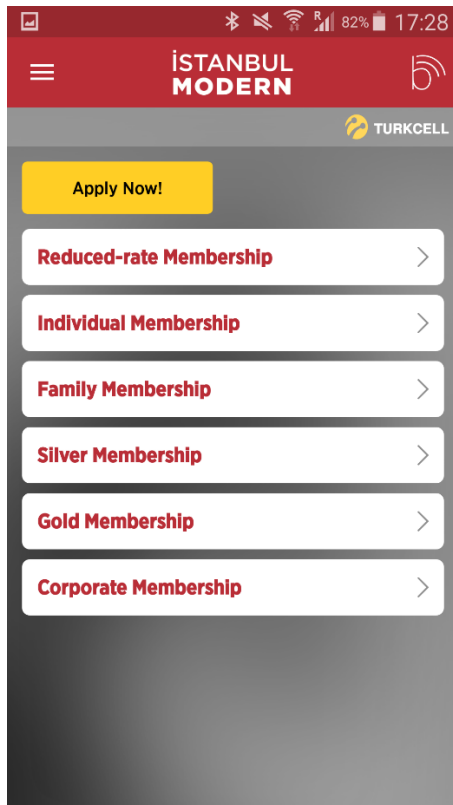 R
82%
17:28
İSTANBUL
MODERN
TURKCELL
Apply Now!
Reduced-rate Membership
Individual Membership
Family Membership
Silver Membership
Gold Membership
Corporate Membership